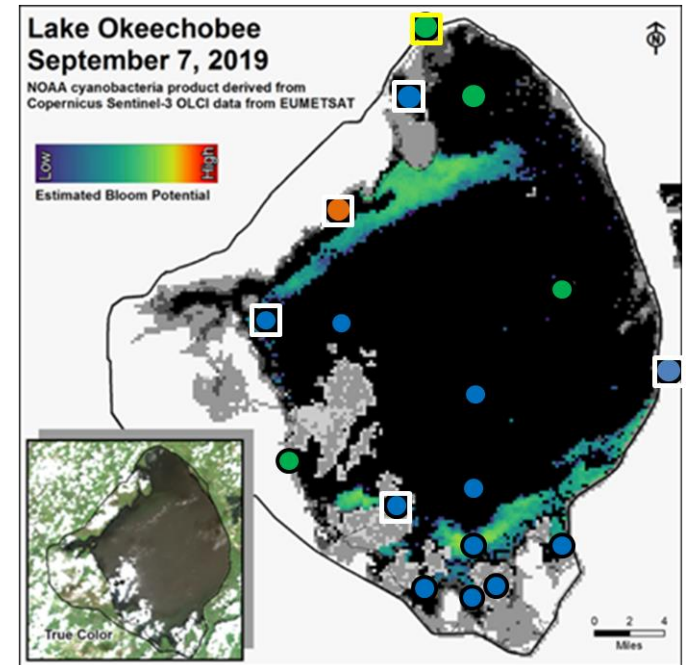 Lake Okeechobee
September 7, 2019
NOAA cyanobacteria product derived from
Copernicus Sentinel-3 OLCI data from EUMETSAT
N
Low
High
Estimated Bloom Potential
True Color
0 2 4
Miles